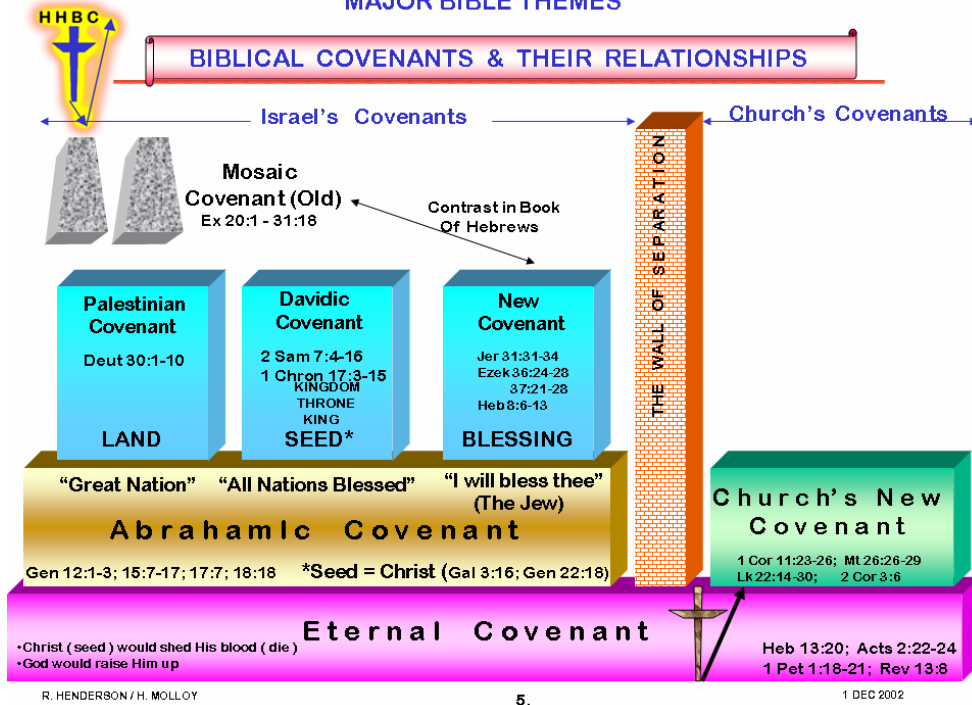 MAJOR BIBLE THEMES
HHBC
BIBLICAL COVENANTS & THEIR RELATIONSHIPS
Israel's Covenants
Church's Covenants
Mosaic
Covenant (Old)
Ex 20:1 - 31:18
Contrast in Book
Of Hebrews
THE WALL OF SEPARATION
Palestinian
Covenant
Deut 30:1-10
LAND
Davidic
Covenant
2 Sam 7:4-16
1 Chron 17:3-15
KINGDOM
THRONE
KING
SEED*
New
Covenant
Jer 31:31-34
Ezek 36:24-28
37:21-28
Heb 8:6-13
BLESSING
"Great Nation"
"All Nations Blessed"
"I will bless thee"
(The Jew)
AbrahamIc Covenant
Gen 12:1-3; 15:7-17; 17:7; 18:18
*Seed = Christ (Gal 3:16; Gen 22:18)
Church's New
Covenant
1 Cor 11:23-26; Mt 26:26-29
Lk 22:14-30; 2 Cor 3:6
Eternal Covenant
•Christ ( seed ) would shed His blood ( die )
•God would raise Him up
Heb 13:20; Acts 2:22-24
1 Pet 1:18-21; Rev 13:8
R. HENDERSON / H. MOLLOY
5.
1 DEC 2002